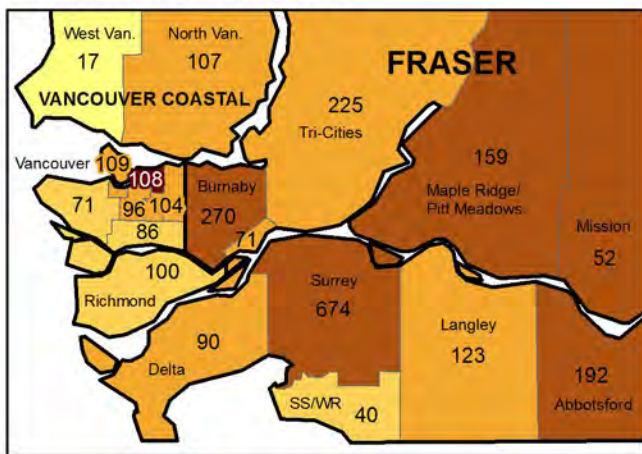 West Van.
17
North Van.
107
VANCOUVER COASTAL
FRASER
225
Tri-Cities
159
Maple Ridge/
Pitt Meadows
Mission
52
Vancouver
109
108
71
96
104
86
Burnaby
270
71
100
Richmond
Surrey
674
90
Delta
Langley
123
SS/WR
40
192
Abbotsford